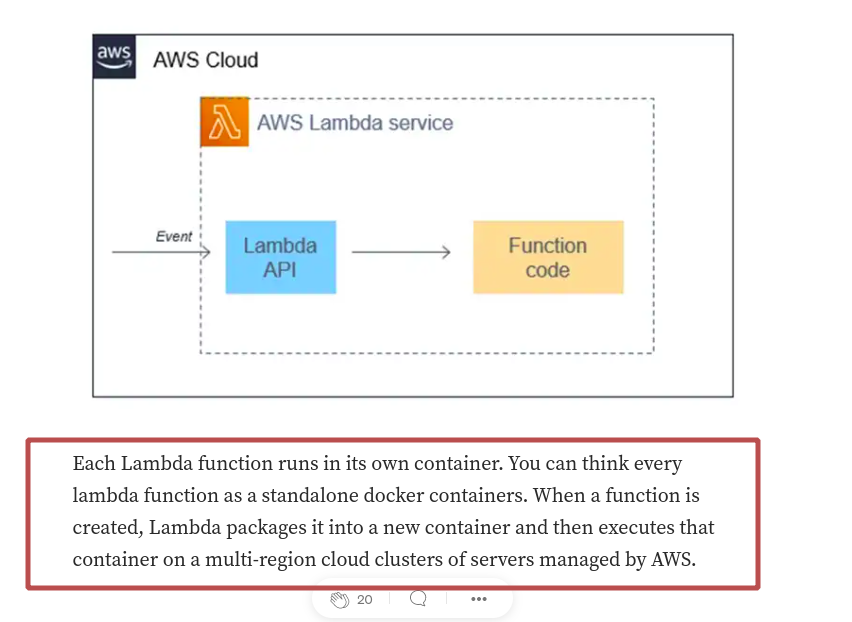 aws
AWS Cloud
AWS Lambda service
Event
Lambda
API
Function
code
Each Lambda function runs in its own container. You can think every
lambda function as a standalone docker containers. When a function is
created, Lambda packages it into a new container and then executes that
container on a multi-region cloud clusters of servers managed by AWS.
20